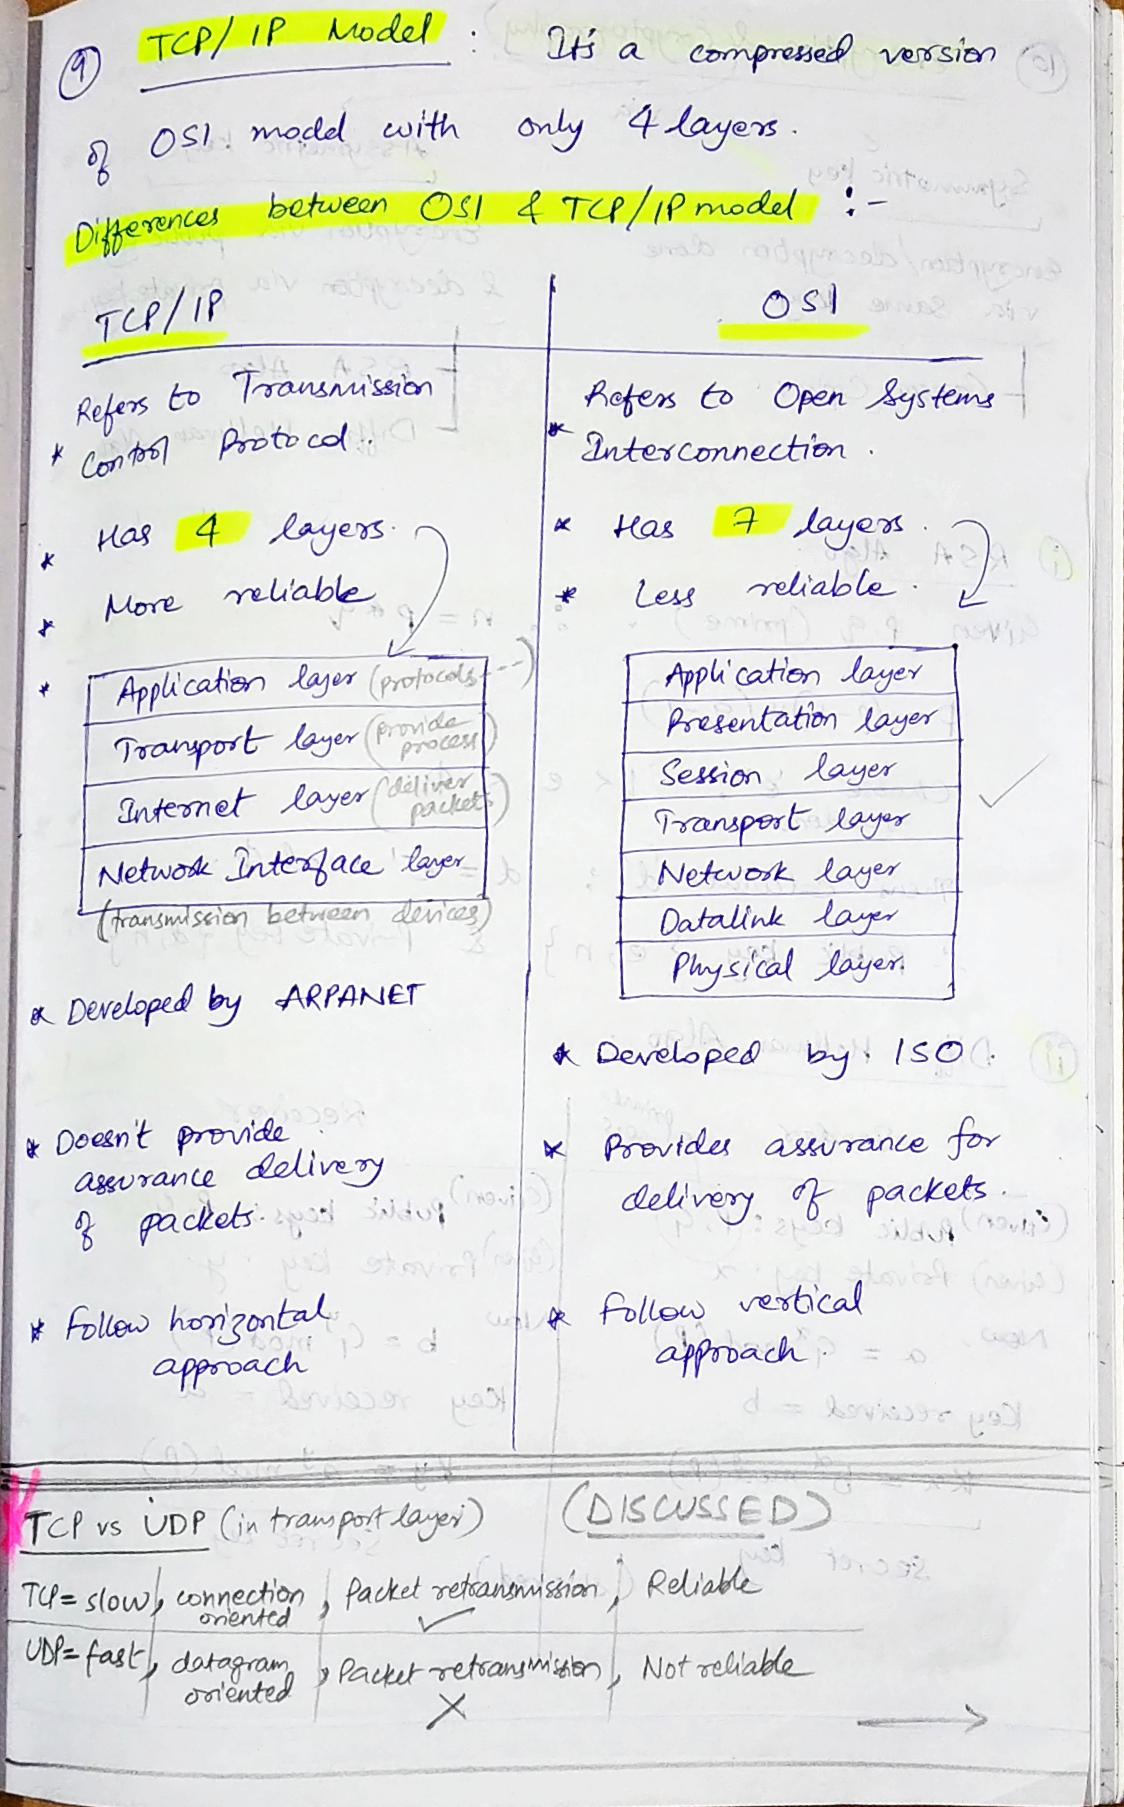 9 TCP/IP Model : It's a compressed version
of OSI model with only 4 layers.
Differences between OSI & TCP/IP model :-
TCP/IP
* Refers to Transmission
Control Protocol.
* Has 4 layers.
* More reliable
* Application layer (protocols--)
Transport layer (provide process)
Internet layer (deliver packets)
Network Interface layer
(transmission between devices)
* Developed by ARPANET
* Doesn't provide
assurance delivery
of packets.
* Follow horizontal
approach
OSI
* Refers to Open Systems
Interconnection.
* Has 7 layers.
* Less reliable.
Application layer
Presentation layer
Session layer
Transport layer
Network layer
Datalink layer
Physical layer.
* Developed by ISO.
* Provides assurance for
delivery of packets.
* Follow vertical
approach.
TCP vs UDP (in transport layer) (DISCUSSED)
TCP = slow, connection oriented, Packet retransmission ✓, Reliable
UDP = fast, datagram oriented, Packet retransmission X, Not reliable